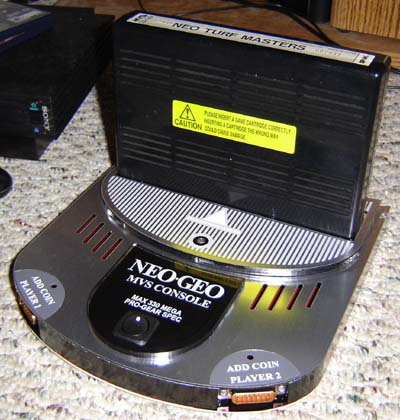 NEO TURF MASTERS
SONY
CAUTION
PLEASE INSERT A GAME CARTRIDGE CORRECTLY.
INSERTING A CARTRIDGE THE WRONG WAY
COULD CAUSE DAMAGE.
NEO·GEO
MVS CONSOLE
MAX 330 MEGA
PRO-GEAR SPEC
ADD COIN
PLAYER 1
ADD COIN
PLAYER 2